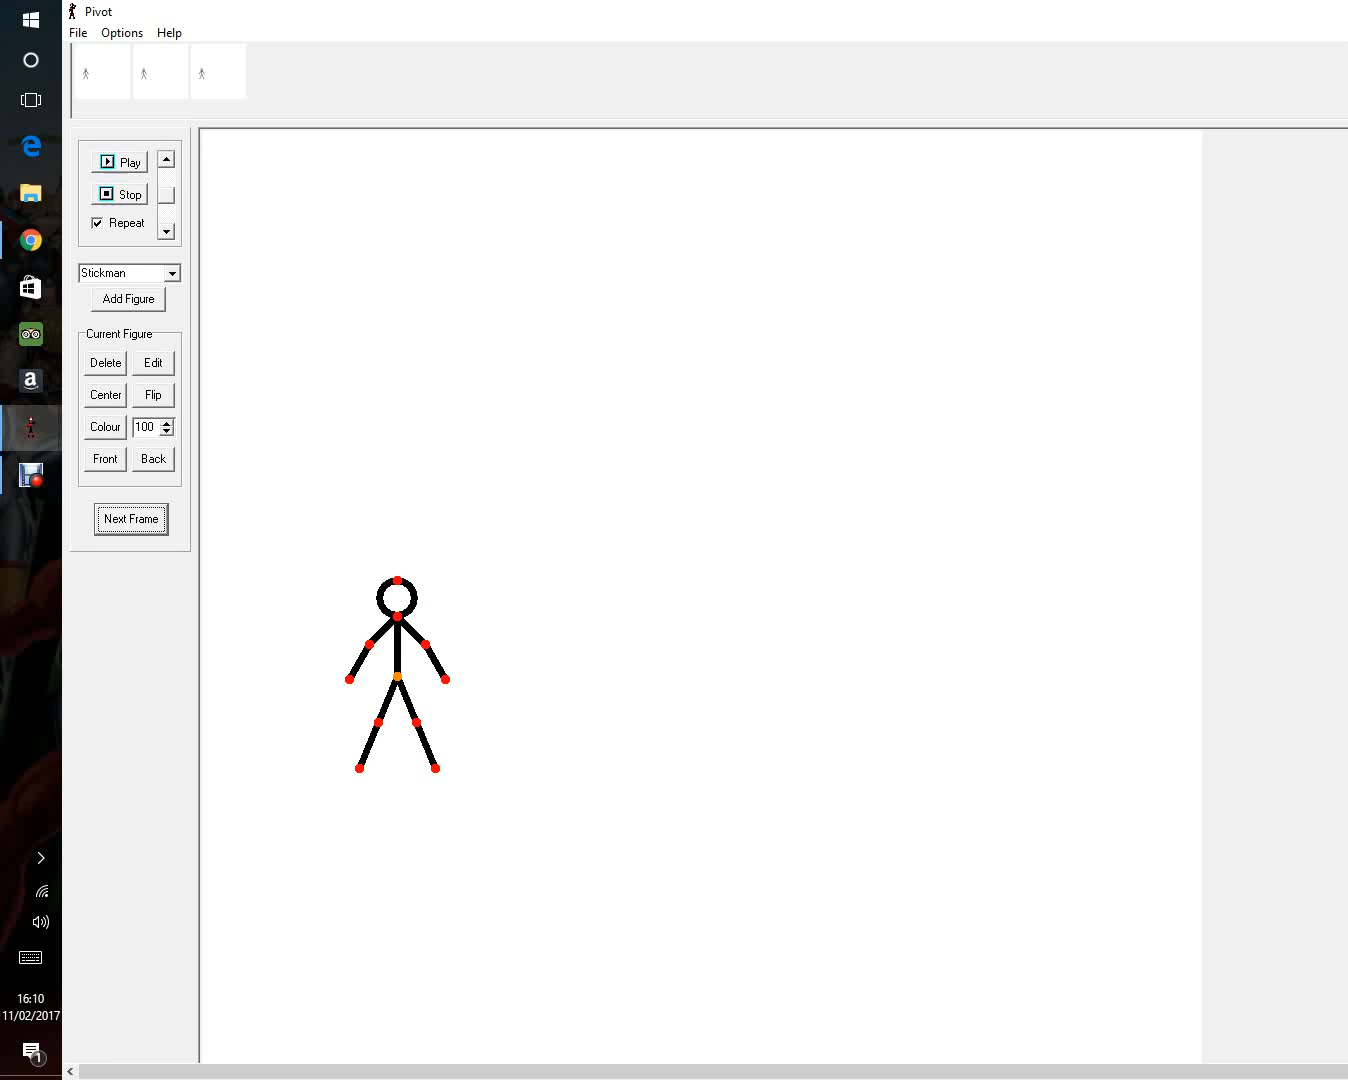 Pivot
File Options Help
Play
Stop
Repeat
Stickman
Add Figure
Current Figure
Delete Edit
Center Flip
Colour 100
Front Back
Next Frame
a
16:10
11/02/2017
1